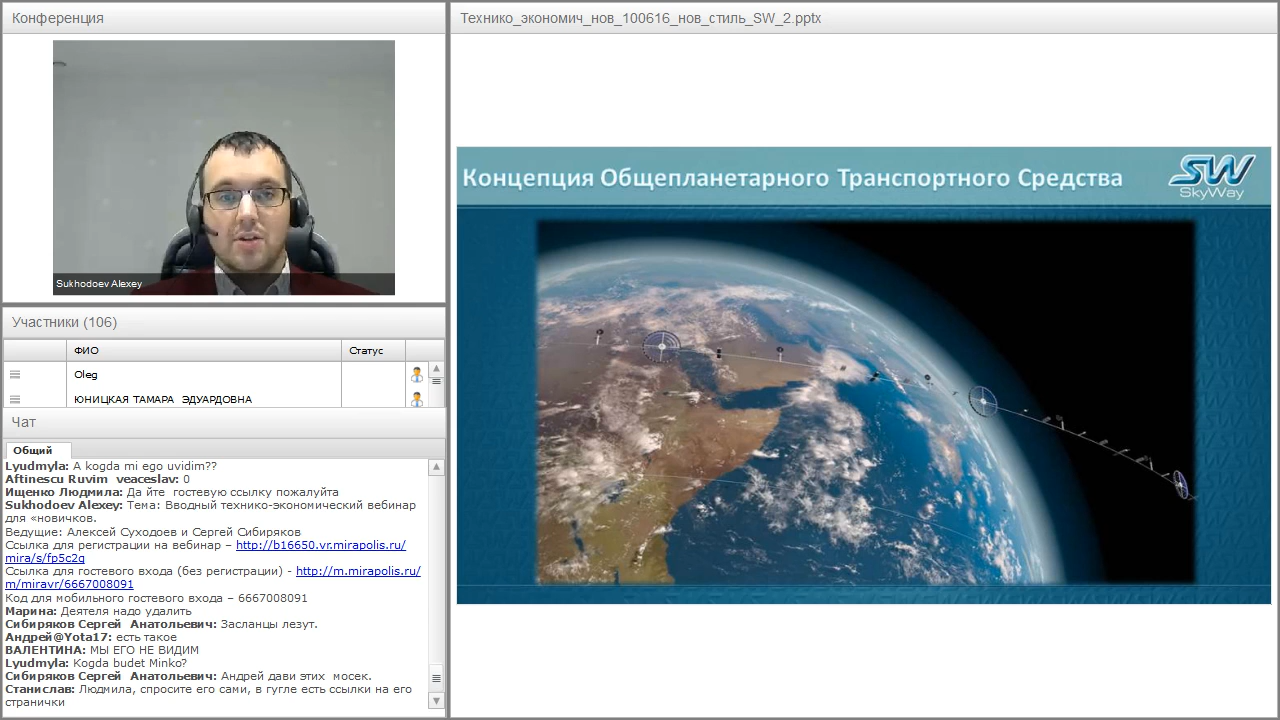 Конференция
Sukhodoev Alexey
Участники (106)
ФИО Статус
Oleg
ЮНИЦКАЯ ТАМАРА ЭДУАРДОВНА
Чат
Общий
Lyudmyla: A kogda mi ego uvidim??
Aftinescu Ruvim veaceslav: 0
Ищенко Людмила: Да йте гостевую ссылку пожалуйта
Sukhodoev Alexey: Тема: Вводный технико-экономический вебинар
для «новичков.
Ведущие: Алексей Суходоев и Сергей Сибиряков
Ссылка для регистрации на вебинар – http://b16650.vr.mirapolis.ru/
mira/s/fp5c2q
Ссылка для гостевого входа (без регистрации) - http://m.mirapolis.ru/
m/miravr/6667008091
Код для мобильного гостевого входа – 6667008091
Марина: Деятеля надо удалить
Сибиряков Сергей Анатольевич: Засланцы лезут.
Андрей@Yota17: есть такое
ВАЛЕНТИНА: МЫ ЕГО НЕ ВИДИМ
Lyudmyla: Kogda budet Minko?
Сибиряков Сергей Анатольевич: Андрей дави этих мосек.
Станислав: Людмила, спросите его сами, в гугле есть ссылки на его
странички
Технико_экономич_нов_100616_нов_стиль_SW_2.pptx
Концепция Общепланетарного Транспортного Средства
SW
SkyWay